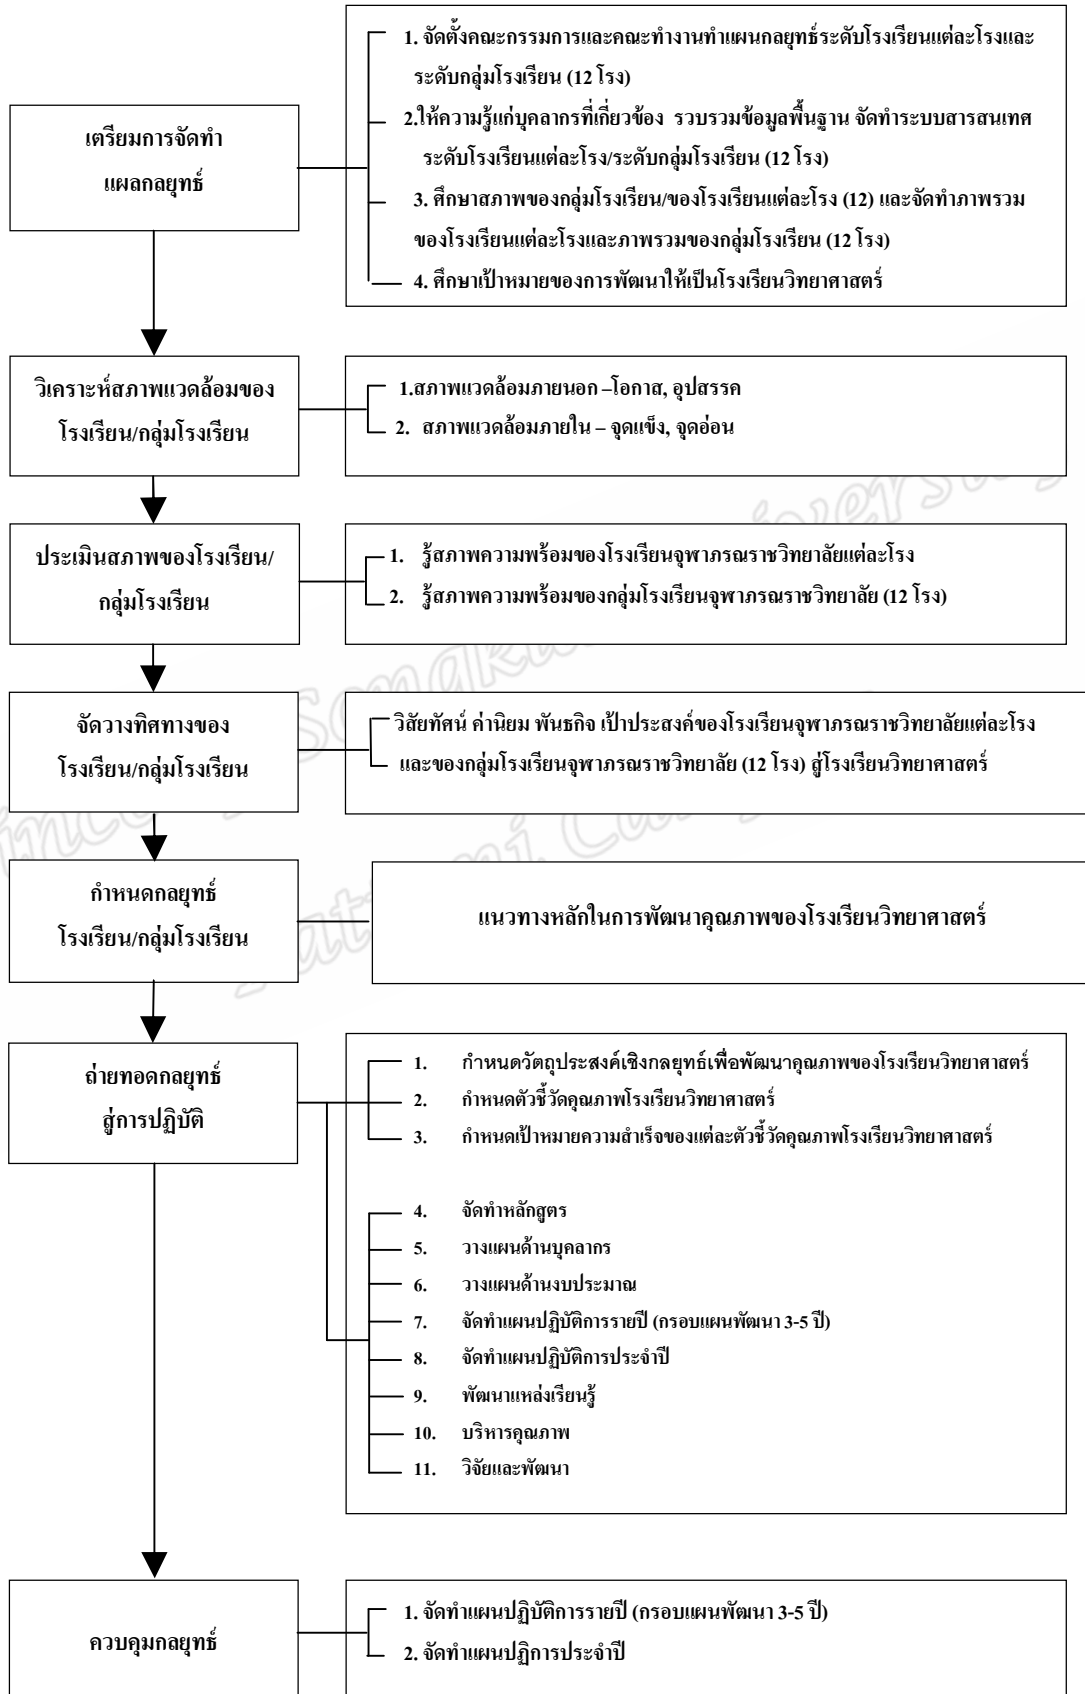 เตรียมการจัดทำ
แผลกลยุทธ์
1. จัดตั้งคณะกรรมการและคณะทำงานทำแผนกลยุทธ์ระดับโรงเรียนแต่ละโรงและ
ระดับกลุ่มโรงเรียน (12 โรง)
2.ให้ความรู้แก่บุคลากรที่เกี่ยวข้อง รวบรวมข้อมูลพื้นฐาน จัดทำระบบสารสนเทศ
ระดับโรงเรียนแต่ละโรง/ระดับกลุ่มโรงเรียน (12 โรง)
3. ศึกษาสภาพของกลุ่มโรงเรียน/ของโรงเรียนแต่ละโรง (12) และจัดทำภาพรวม
ของโรงเรียนแต่ละโรงและภาพรวมของกลุ่มโรงเรียน (12 โรง)
4. ศึกษาเป้าหมายของการพัฒนาให้เป็นโรงเรียนวิทยาศาสตร์
วิเคราะห์สภาพแวดล้อมของ
โรงเรียน/กลุ่มโรงเรียน
1.สภาพแวดล้อมภายนอก –โอกาส, อุปสรรค
2. สภาพแวดล้อมภายใน – จุดแข็ง, จุดอ่อน
ประเมินสภาพของโรงเรียน/
กลุ่มโรงเรียน
1. รู้สภาพความพร้อมของโรงเรียนจุฬาภรณราชวิทยาลัยแต่ละโรง
2. รู้สภาพความพร้อมของกลุ่มโรงเรียนจุฬาภรณราชวิทยาลัย (12 โรง)
จัดวางทิศทางของ
โรงเรียน/กลุ่มโรงเรียน
วิสัยทัศน์ ค่านิยม พันธกิจ เป้าประสงค์ของโรงเรียนจุฬาภรณราชวิทยาลัยแต่ละโรง
และของกลุ่มโรงเรียนจุฬาภรณราชวิทยาลัย (12 โรง) สู่โรงเรียนวิทยาศาสตร์
กำหนดกลยุทธ์
โรงเรียน/กลุ่มโรงเรียน
แนวทางหลักในการพัฒนาคุณภาพของโรงเรียนวิทยาศาสตร์
ถ่ายทอดกลยุทธ์
สู่การปฏิบัติ
1. กำหนดวัตถุประสงค์เชิงกลยุทธ์เพื่อพัฒนาคุณภาพของโรงเรียนวิทยาศาสตร์
2. กำหนดตัวชี้วัดคุณภาพโรงเรียนวิทยาศาสตร์
3. กำหนดเป้าหมายความสำเร็จของแต่ละตัวชี้วัดคุณภาพโรงเรียนวิทยาศาสตร์
4. จัดทำหลักสูตร
5. วางแผนด้านบุคลากร
6. วางแผนด้านงบประมาณ
7. จัดทำแผนปฏิบัติการรายปี (กรอบแผนพัฒนา 3-5 ปี)
8. จัดทำแผนปฏิบัติการประจำปี
9. พัฒนาแหล่งเรียนรู้
10. บริหารคุณภาพ
11. วิจัยและพัฒนา
ควบคุมกลยุทธ์
1. จัดทำแผนปฏิบัติการรายปี (กรอบแผนพัฒนา 3-5 ปี)
2. จัดทำแผนปฏิการประจำปี